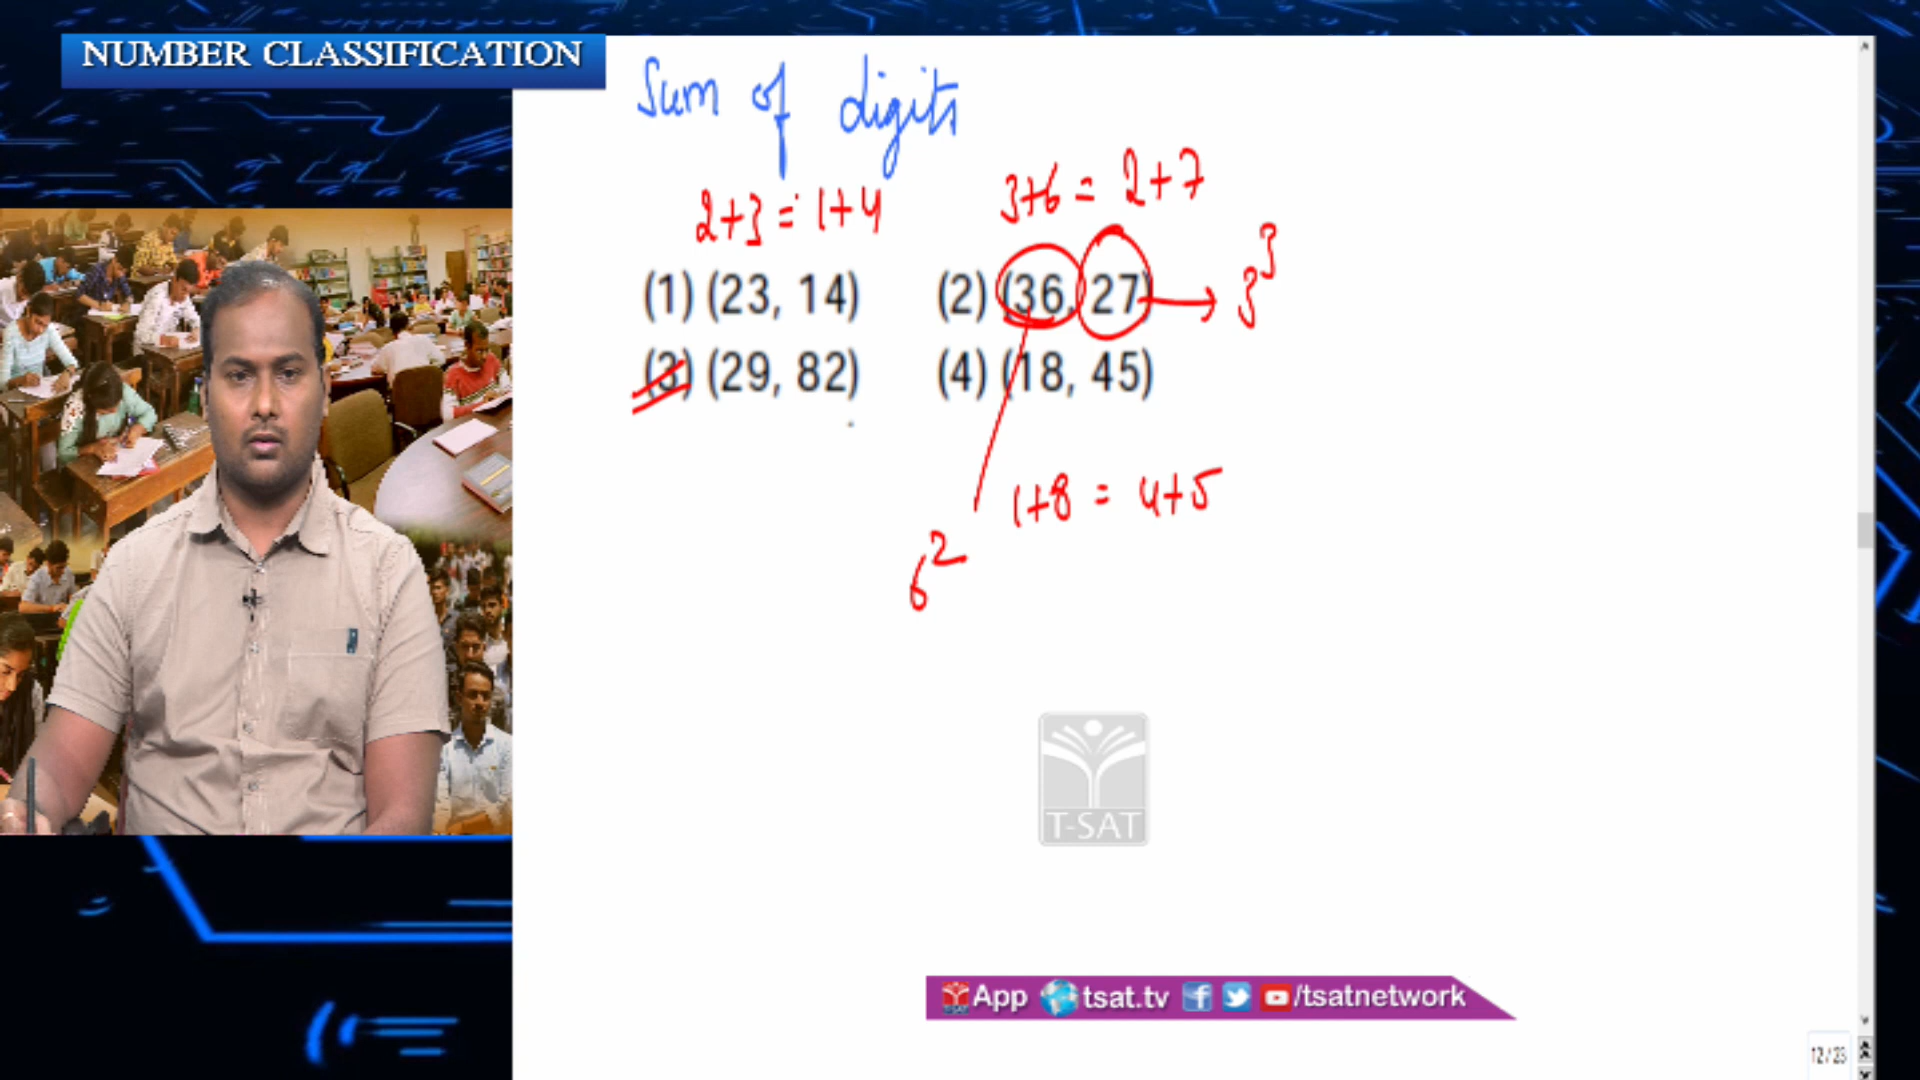 NUMBER CLASSIFICATION
Sum of digits
2+3 = 1+4
3+6 = 2+7
(1) (23, 14) (2) (36, 27) → 3³
(3) (29, 82) (4) (18, 45)
1+8 = 4+5
6²
T-SAT
App tsat.tv /tsatnetwork
12 / 23